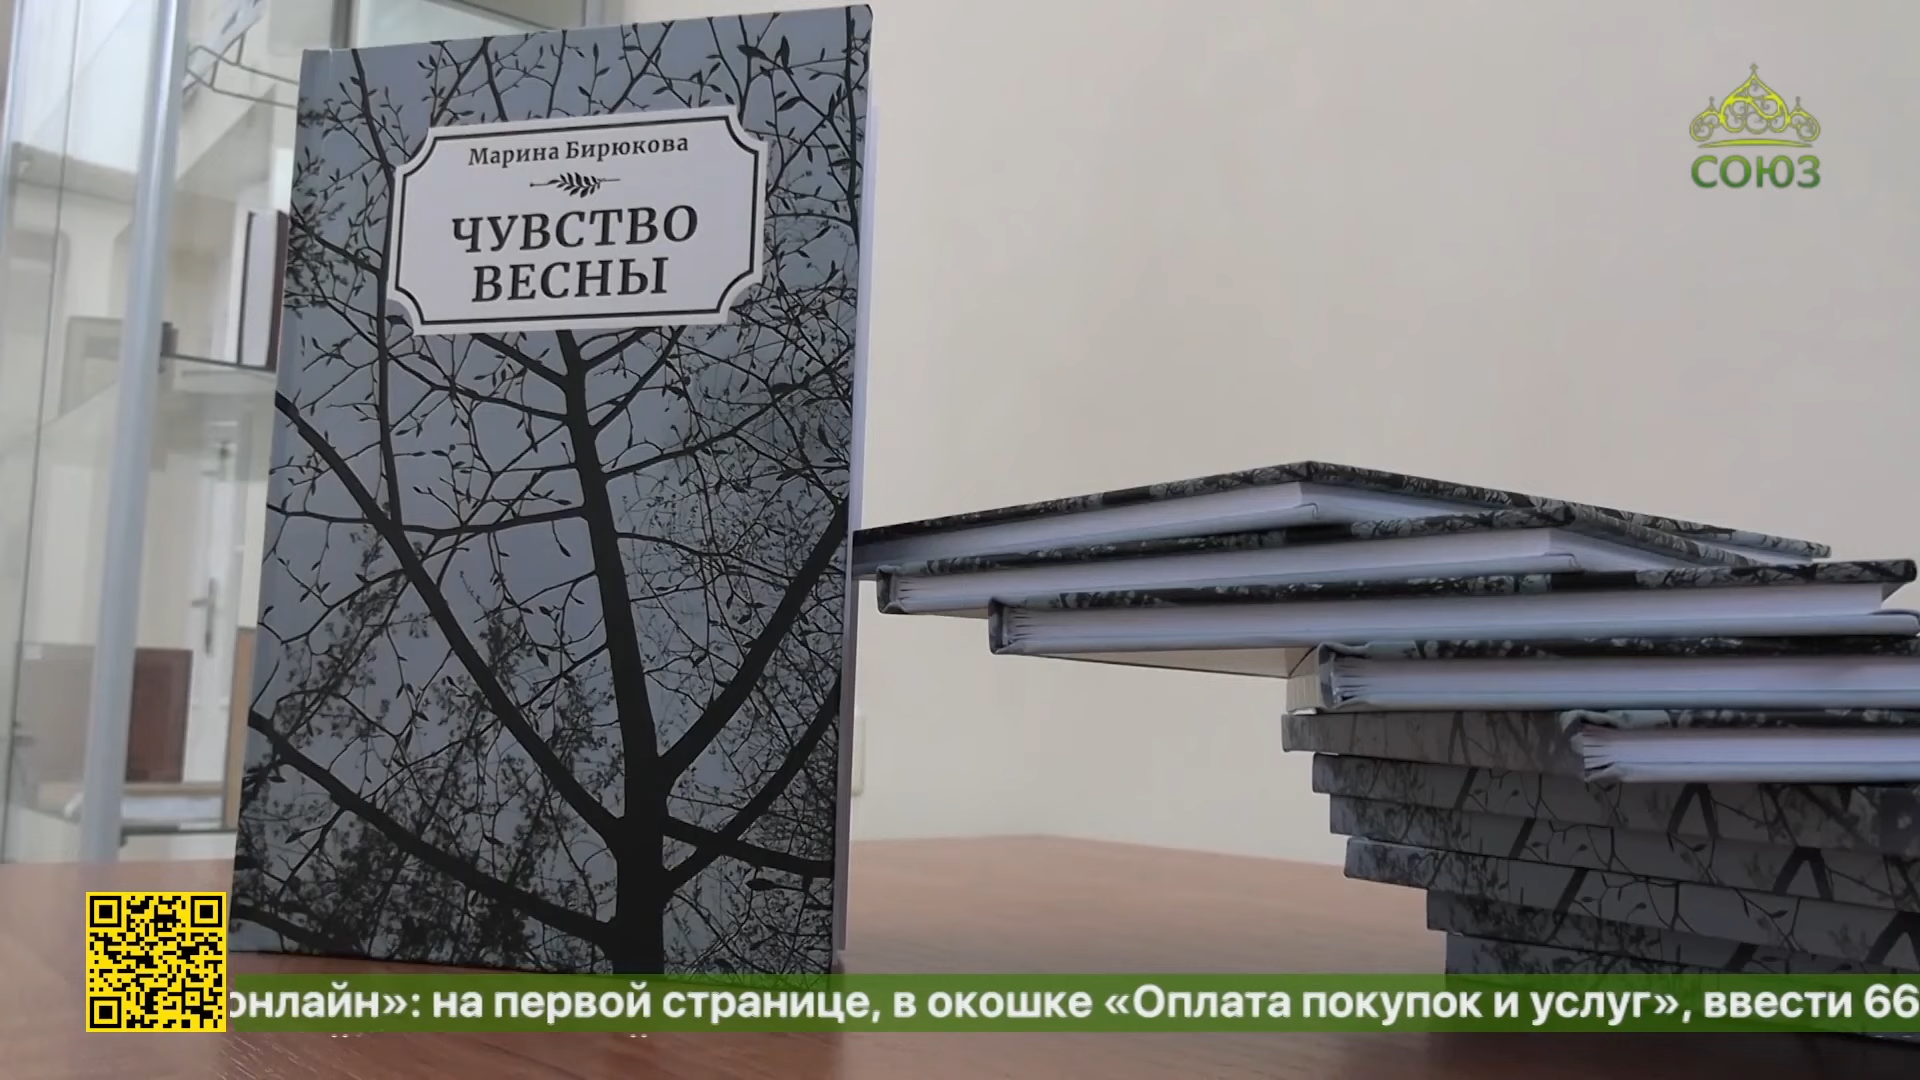 Марина Бирюкова
ЧУВСТВО
ВЕСНЫ
СОЮЗ
онлайн»: на первой странице, в окошке «Оплата покупок и услуг», ввести 66